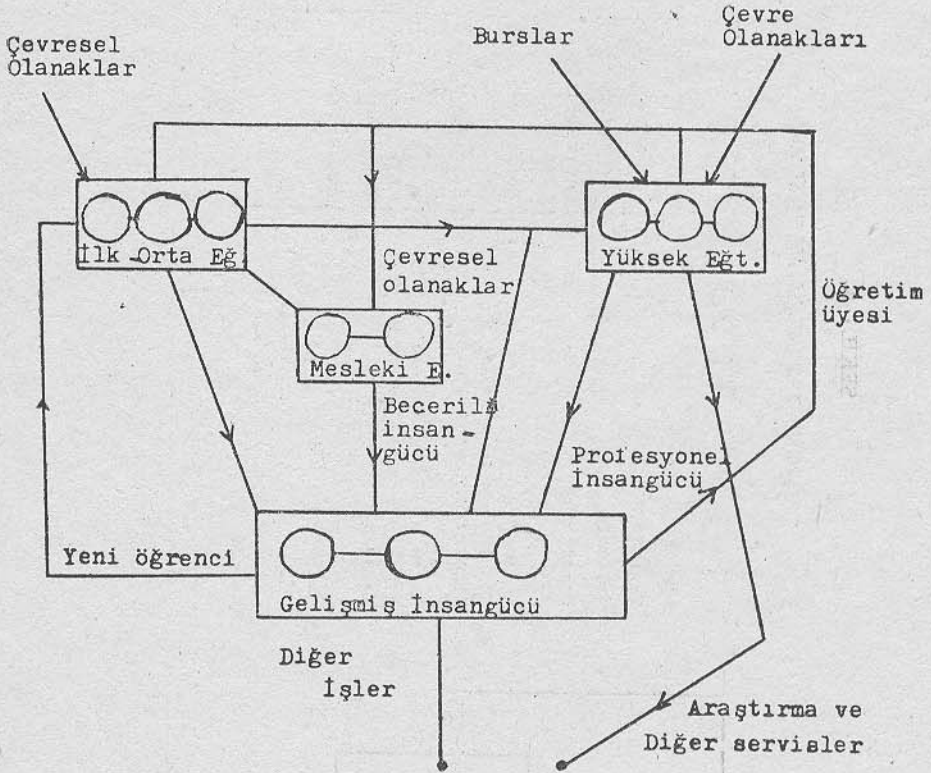 Çevresel
Olanaklar
Burslar
Çevre
Olanakları
İlk-Orta Eğ.
Çevresel
olanaklar
Yüksek Eğt.
Öğretim
üyesi
Mesleki E.
Becerilş
insan-
gücü
Profesyonel
İnsangücü
Yeni öğrenci
Gelişmiş İnsangücü
Diğer
İşler
Araştırma ve
Diğer servisler